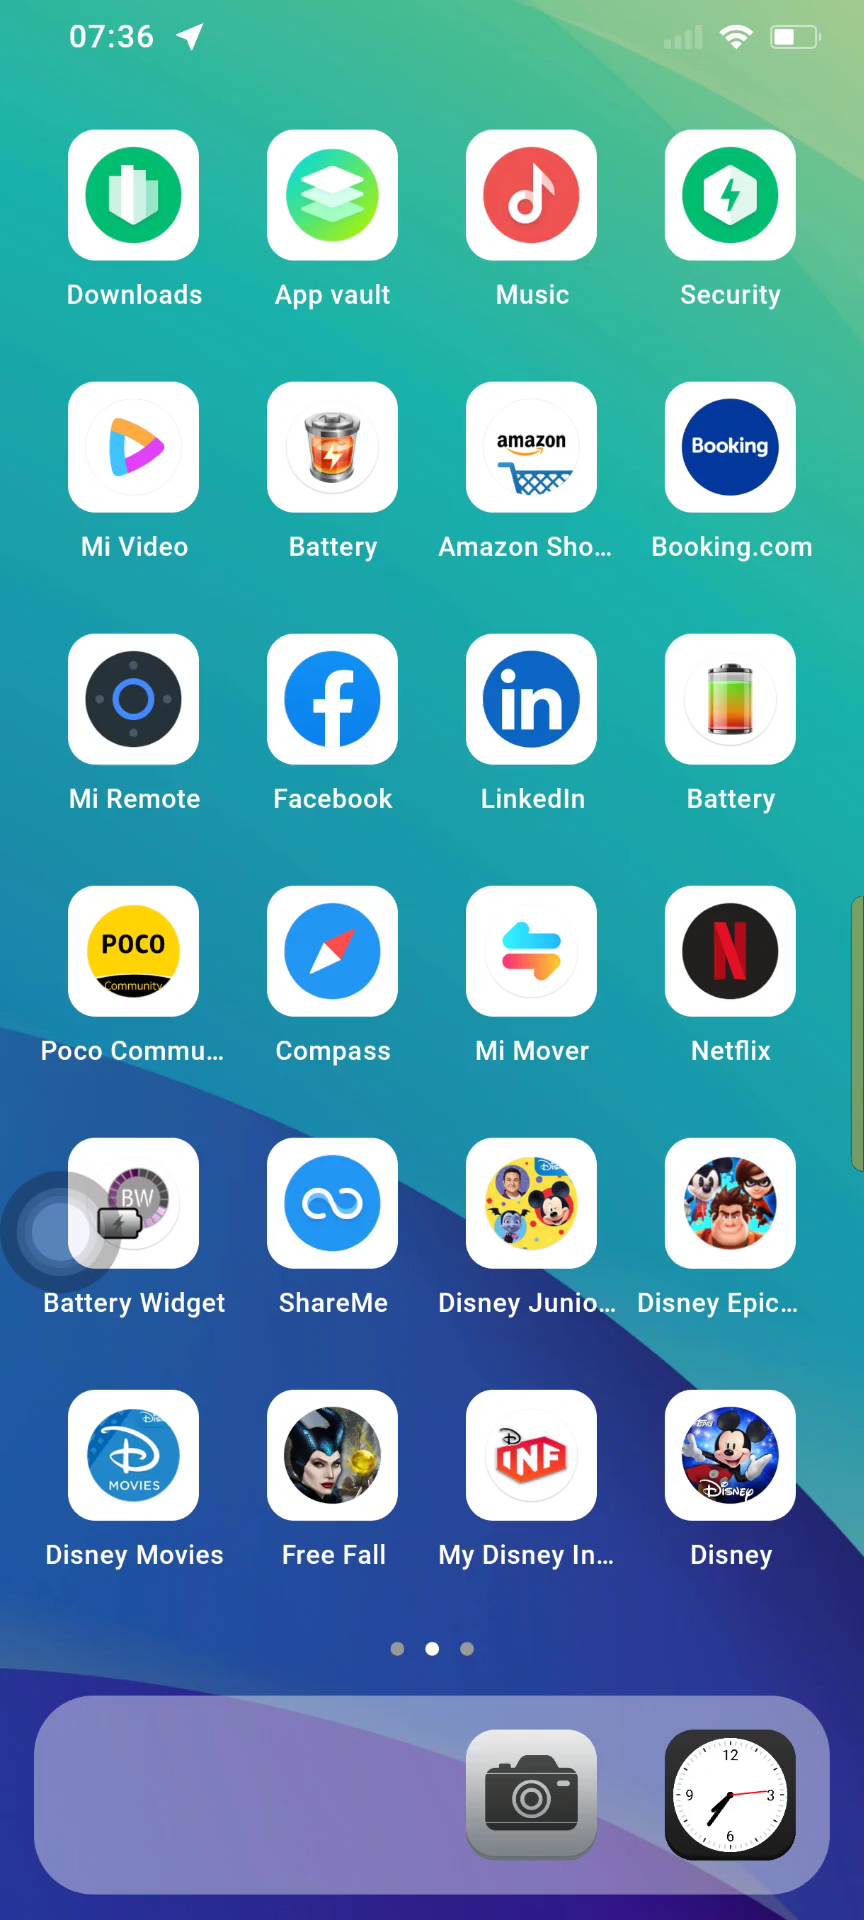 07:36
Downloads App vault Music Security
amazon Booking
Mi Video Battery Amazon Sho... Booking.com
in
Mi Remote Facebook LinkedIn Battery
POCO
Community
Poco Commu... Compass Mi Mover Netflix
BW
Battery Widget ShareMe Disney Junio... Disney Epic...
MOVIES INF Disney
Disney Movies Free Fall My Disney In... Disney
12
9 3
6